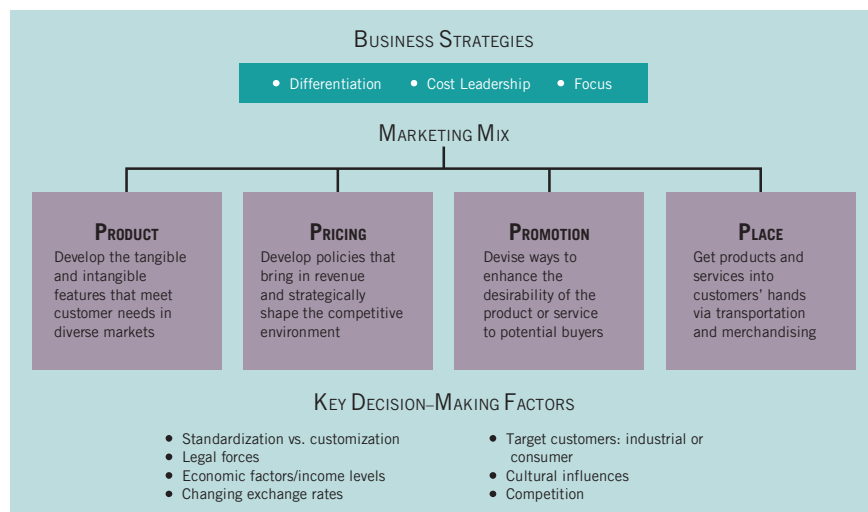 BUSINESS STRATEGIES
• Differentiation • Cost Leadership • Focus
MARKETING MIX
PRODUCT
Develop the tangible
and intangible
features that meet
customer needs in
diverse markets
PRICING
Develop policies that
bring in revenue
and strategically
shape the competitive
environment
PROMOTION
Devise ways to
enhance the
desirability of the
product or service
to potential buyers
PLACE
Get products and
services into
customers’ hands
via transportation
and merchandising
KEY DECISION–MAKING FACTORS
• Standardization vs. customization
• Legal forces
• Economic factors/income levels
• Changing exchange rates
• Target customers: industrial or
consumer
• Cultural influences
• Competition